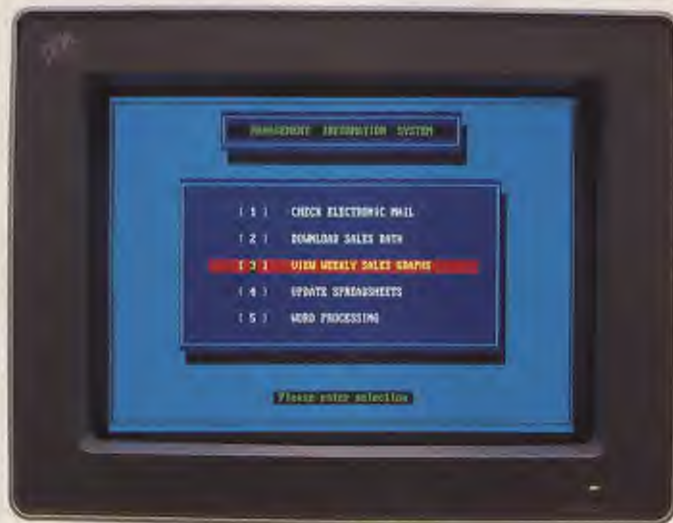 IBM
MANAGEMENT INFORMATION SYSTEM
[ 1 ] CHECK ELECTRONIC MAIL
[ 2 ] DOWNLOAD SALES DATA
[ 3 ] VIEW WEEKLY SALES GRAPHS
[ 4 ] UPDATE SPREADSHEETS
[ 5 ] WORD PROCESSING
Please enter selection